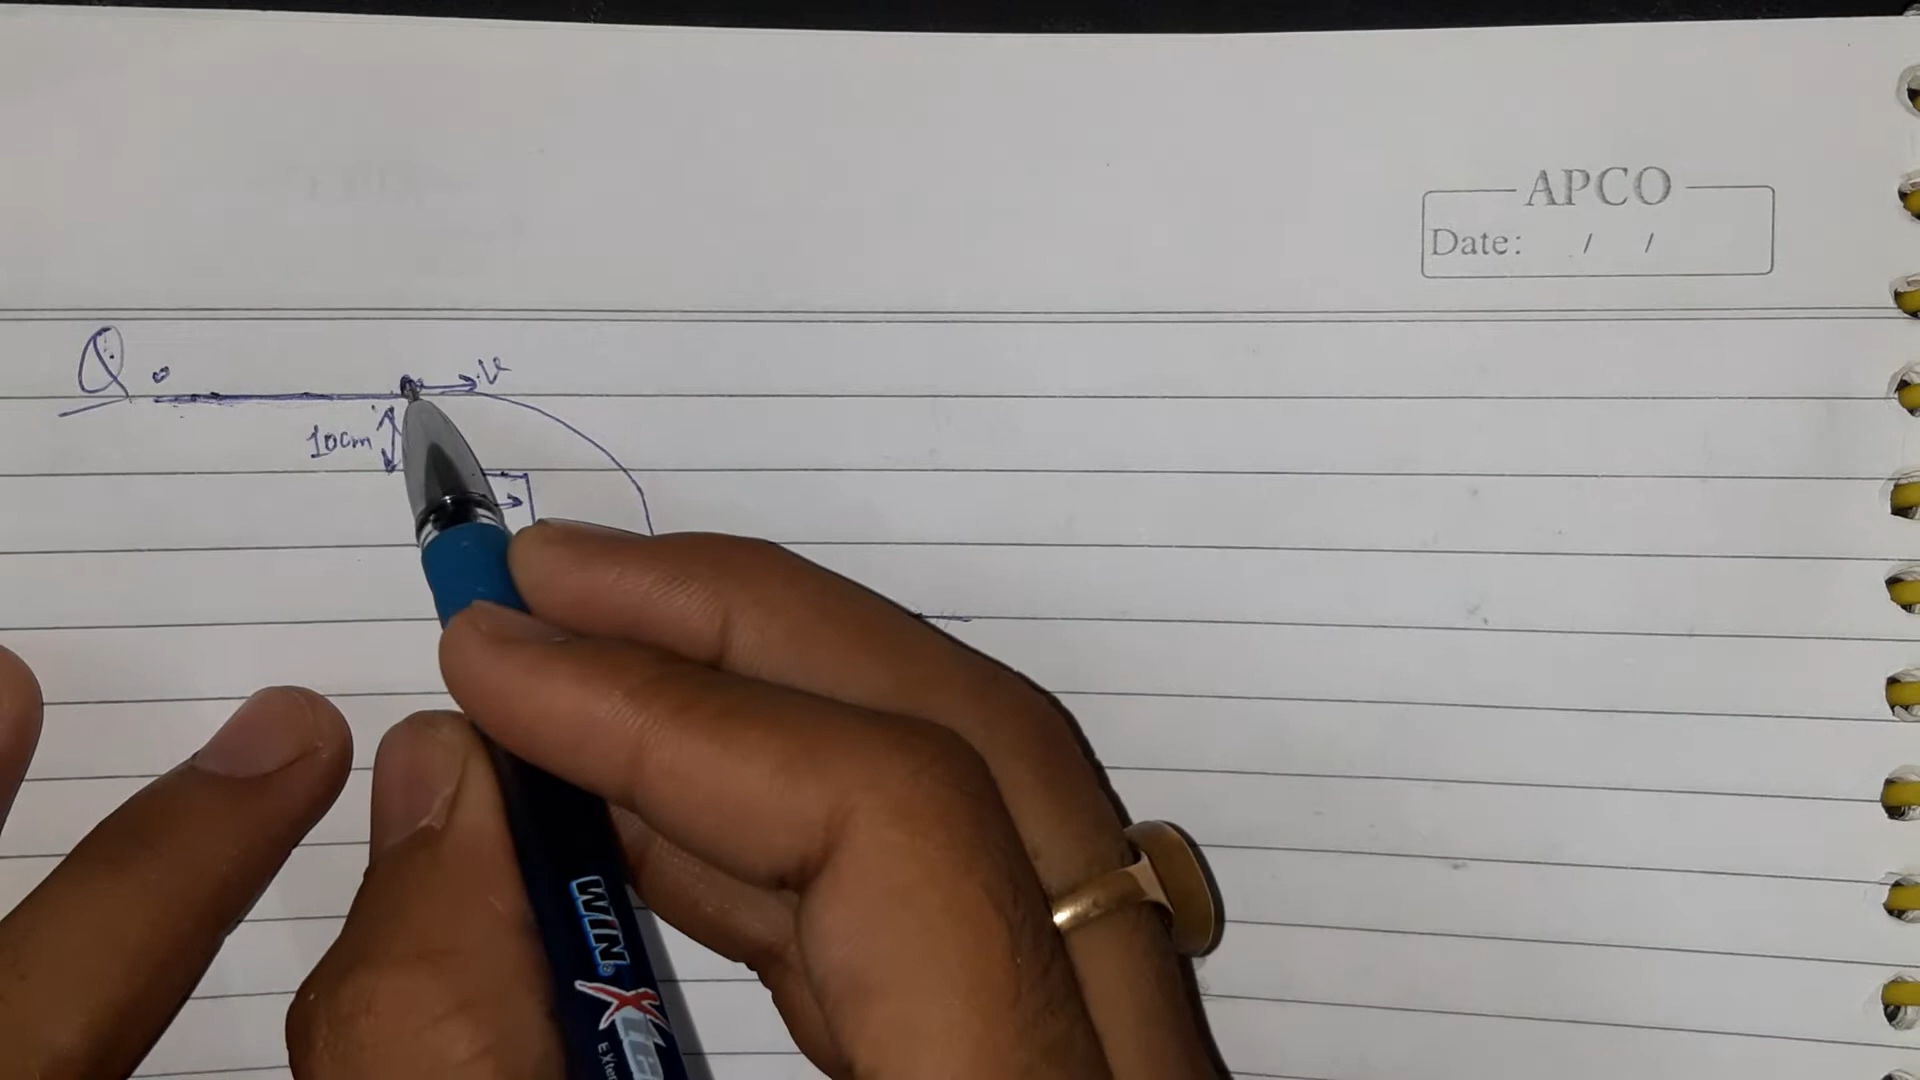 APCO
Date: / /
Q.
v
10cm
WIN